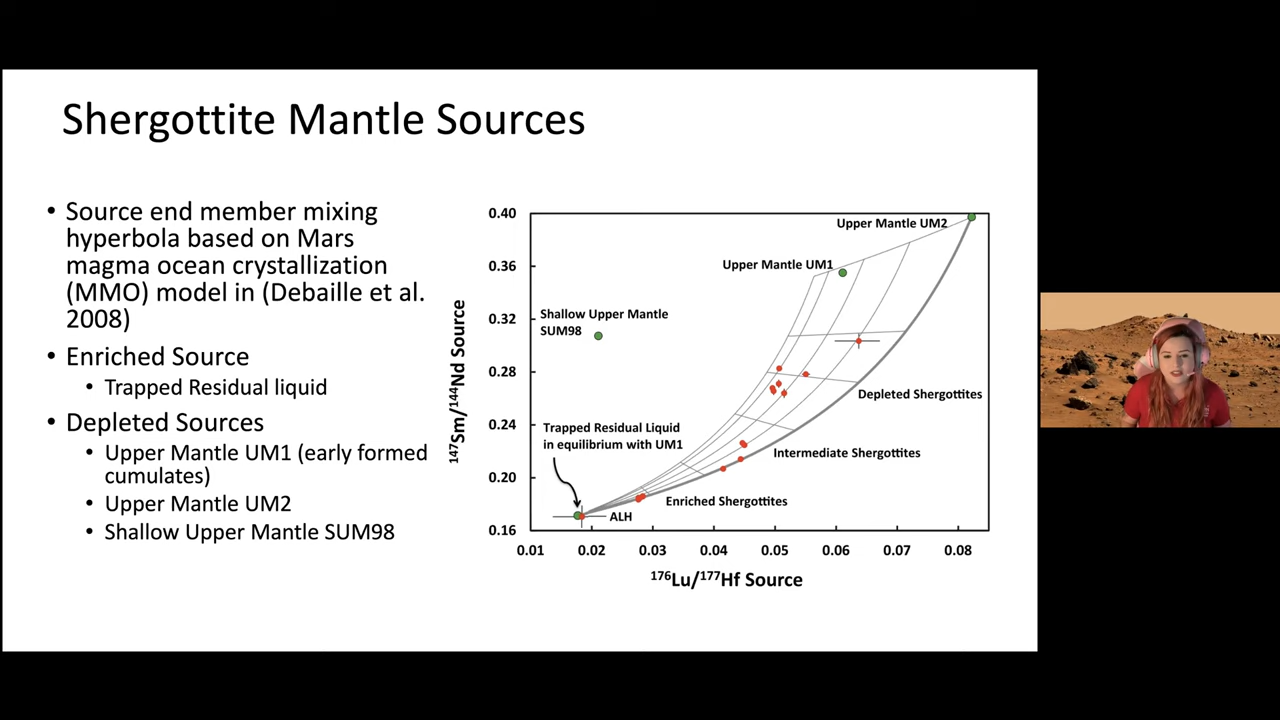 Shergottite Mantle Sources
• Source end member mixing
hyperbola based on Mars
magma ocean crystallization
(MMO) model in (Debaille et al.
2008)
• Enriched Source
• Trapped Residual liquid
• Depleted Sources
• Upper Mantle UM1 (early formed
cumulates)
• Upper Mantle UM2
• Shallow Upper Mantle SUM98
¹⁴⁷Sm/¹⁴⁴Nd Source
0.40
0.36
0.32
0.28
0.24
0.20
0.16
Upper Mantle UM2
Upper Mantle UM1
Shallow Upper Mantle
SUM98
Depleted Shergottites
Trapped Residual Liquid
in equilibrium with UM1
Intermediate Shergottites
Enriched Shergottites
ALH
0.01 0.02 0.03 0.04 0.05 0.06 0.07 0.08
¹⁷⁶Lu/¹⁷⁷Hf Source